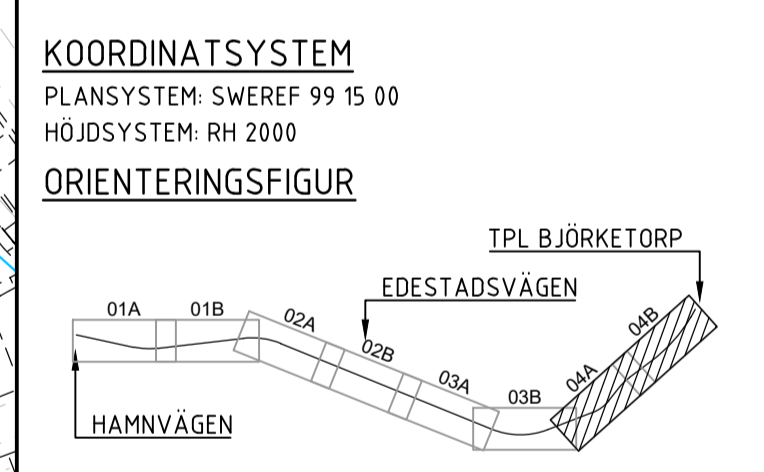 KOORDINATSYSTEM
PLANSYSTEM: SWEREF 99 15 00
HÖJDSYSTEM: RH 2000
ORIENTERINGSFIGUR
TPL BJÖRKETORP
EDESTADSVÄGEN
01A
01B
02A
02B
03A
03B
04A
04B
HAMNVÄGEN